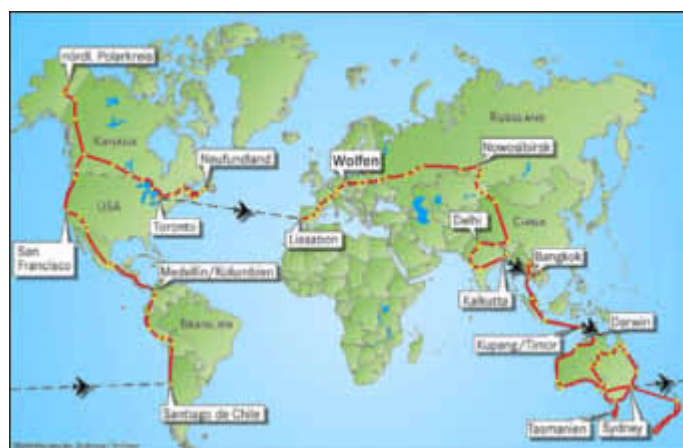 nördl. Polarkreis
RUSSLAND
KANADA
Neufundland
Wolfen
Nowosibirsk
USA
Toronto
Lissabon
Delhi
CHINA
San
Francisco
Medellín/Kolumbien
Bangkok
Kalkutta
BRASILIEN
Kupang/Timor
Darwin
Santiago de Chile
Tasmanien
Sydney